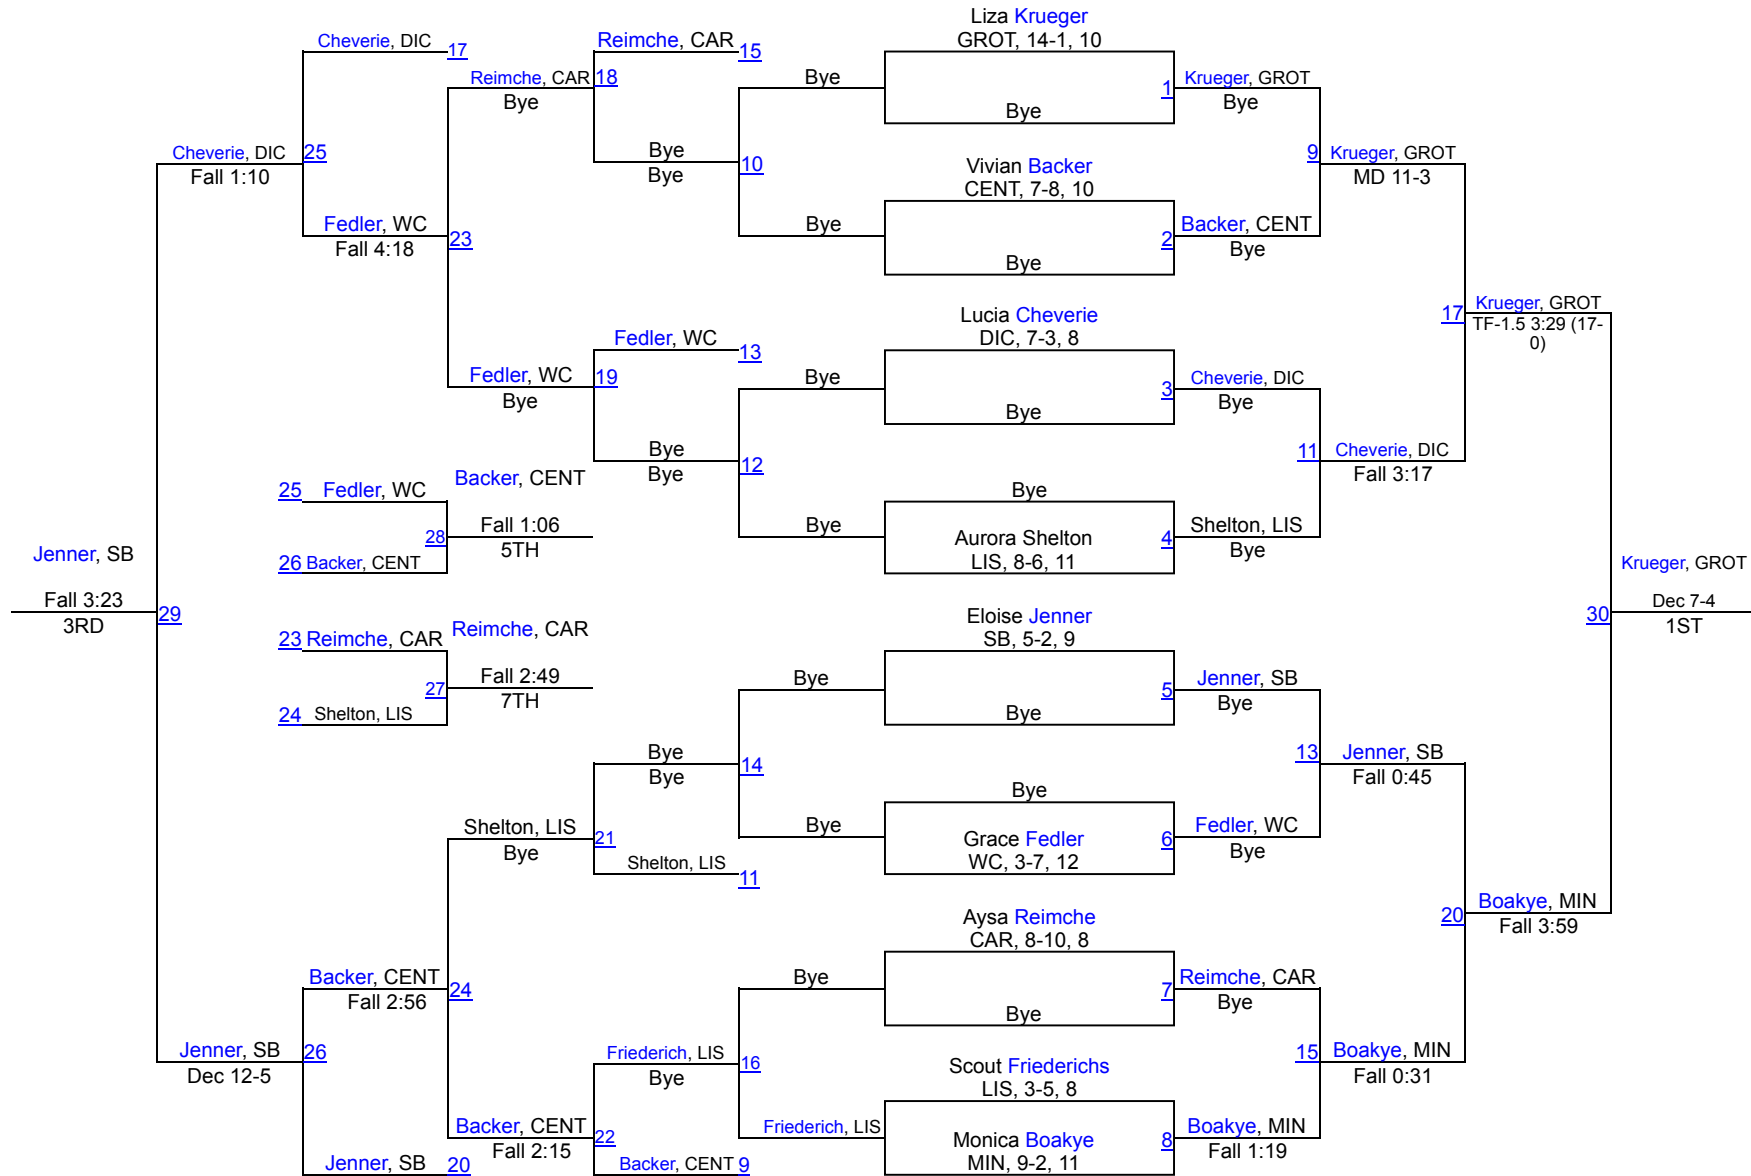 Liza Krueger
GROT, 14-1, 10
Cheverie, DIC
17
Reimche, CAR
15
Reimche, CAR
18
Bye
Bye
1
Krueger, GROT
Bye
Bye
Cheverie, DIC
25
Fall 1:10
Bye
Bye
10
Vivian Backer
CENT, 7-8, 10
9
Krueger, GROT
MD 11-3
Fedler, WC
Fall 4:18
23
Bye
Bye
2
Backer, CENT
Bye
Lucia Cheverie
DIC, 7-3, 8
17
Krueger, GROT
TF-1.5 3:29 (17-
0)
Fedler, WC
13
Fedler, WC
19
Bye
Bye
Bye
3
Cheverie, DIC
Bye
Bye
Bye
12
11
Cheverie, DIC
Fall 3:17
25
Fedler, WC
Backer, CENT
28
Fall 1:06
5TH
26
Backer, CENT
Bye
Bye
Aurora Shelton
LIS, 8-6, 11
4
Shelton, LIS
Bye
Jenner, SB
Fall 3:23
3RD
29
Krueger, GROT
30
Dec 7-4
1ST
23
Reimche, CAR
Reimche, CAR
27
Fall 2:49
7TH
24
Shelton, LIS
Eloise Jenner
SB, 5-2, 9
Bye
Bye
5
Jenner, SB
Bye
Bye
Bye
14
13
Jenner, SB
Fall 0:45
Shelton, LIS
Bye
21
Shelton, LIS
11
Bye
Bye
Grace Fedler
WC, 3-7, 12
6
Fedler, WC
Bye
Aysa Reimche
CAR, 8-10, 8
20
Boakye, MIN
Fall 3:59
Backer, CENT
Fall 2:56
24
Bye
Bye
7
Reimche, CAR
Bye
Jenner, SB
Dec 12-5
26
Friederich, LIS
Bye
16
Scout Friederichs
LIS, 3-5, 8
15
Boakye, MIN
Fall 0:31
Backer, CENT
Fall 2:15
22
Friederich, LIS
Monica Boakye
MIN, 9-2, 11
8
Boakye, MIN
Fall 1:19
Jenner, SB
20
Backer, CENT
9